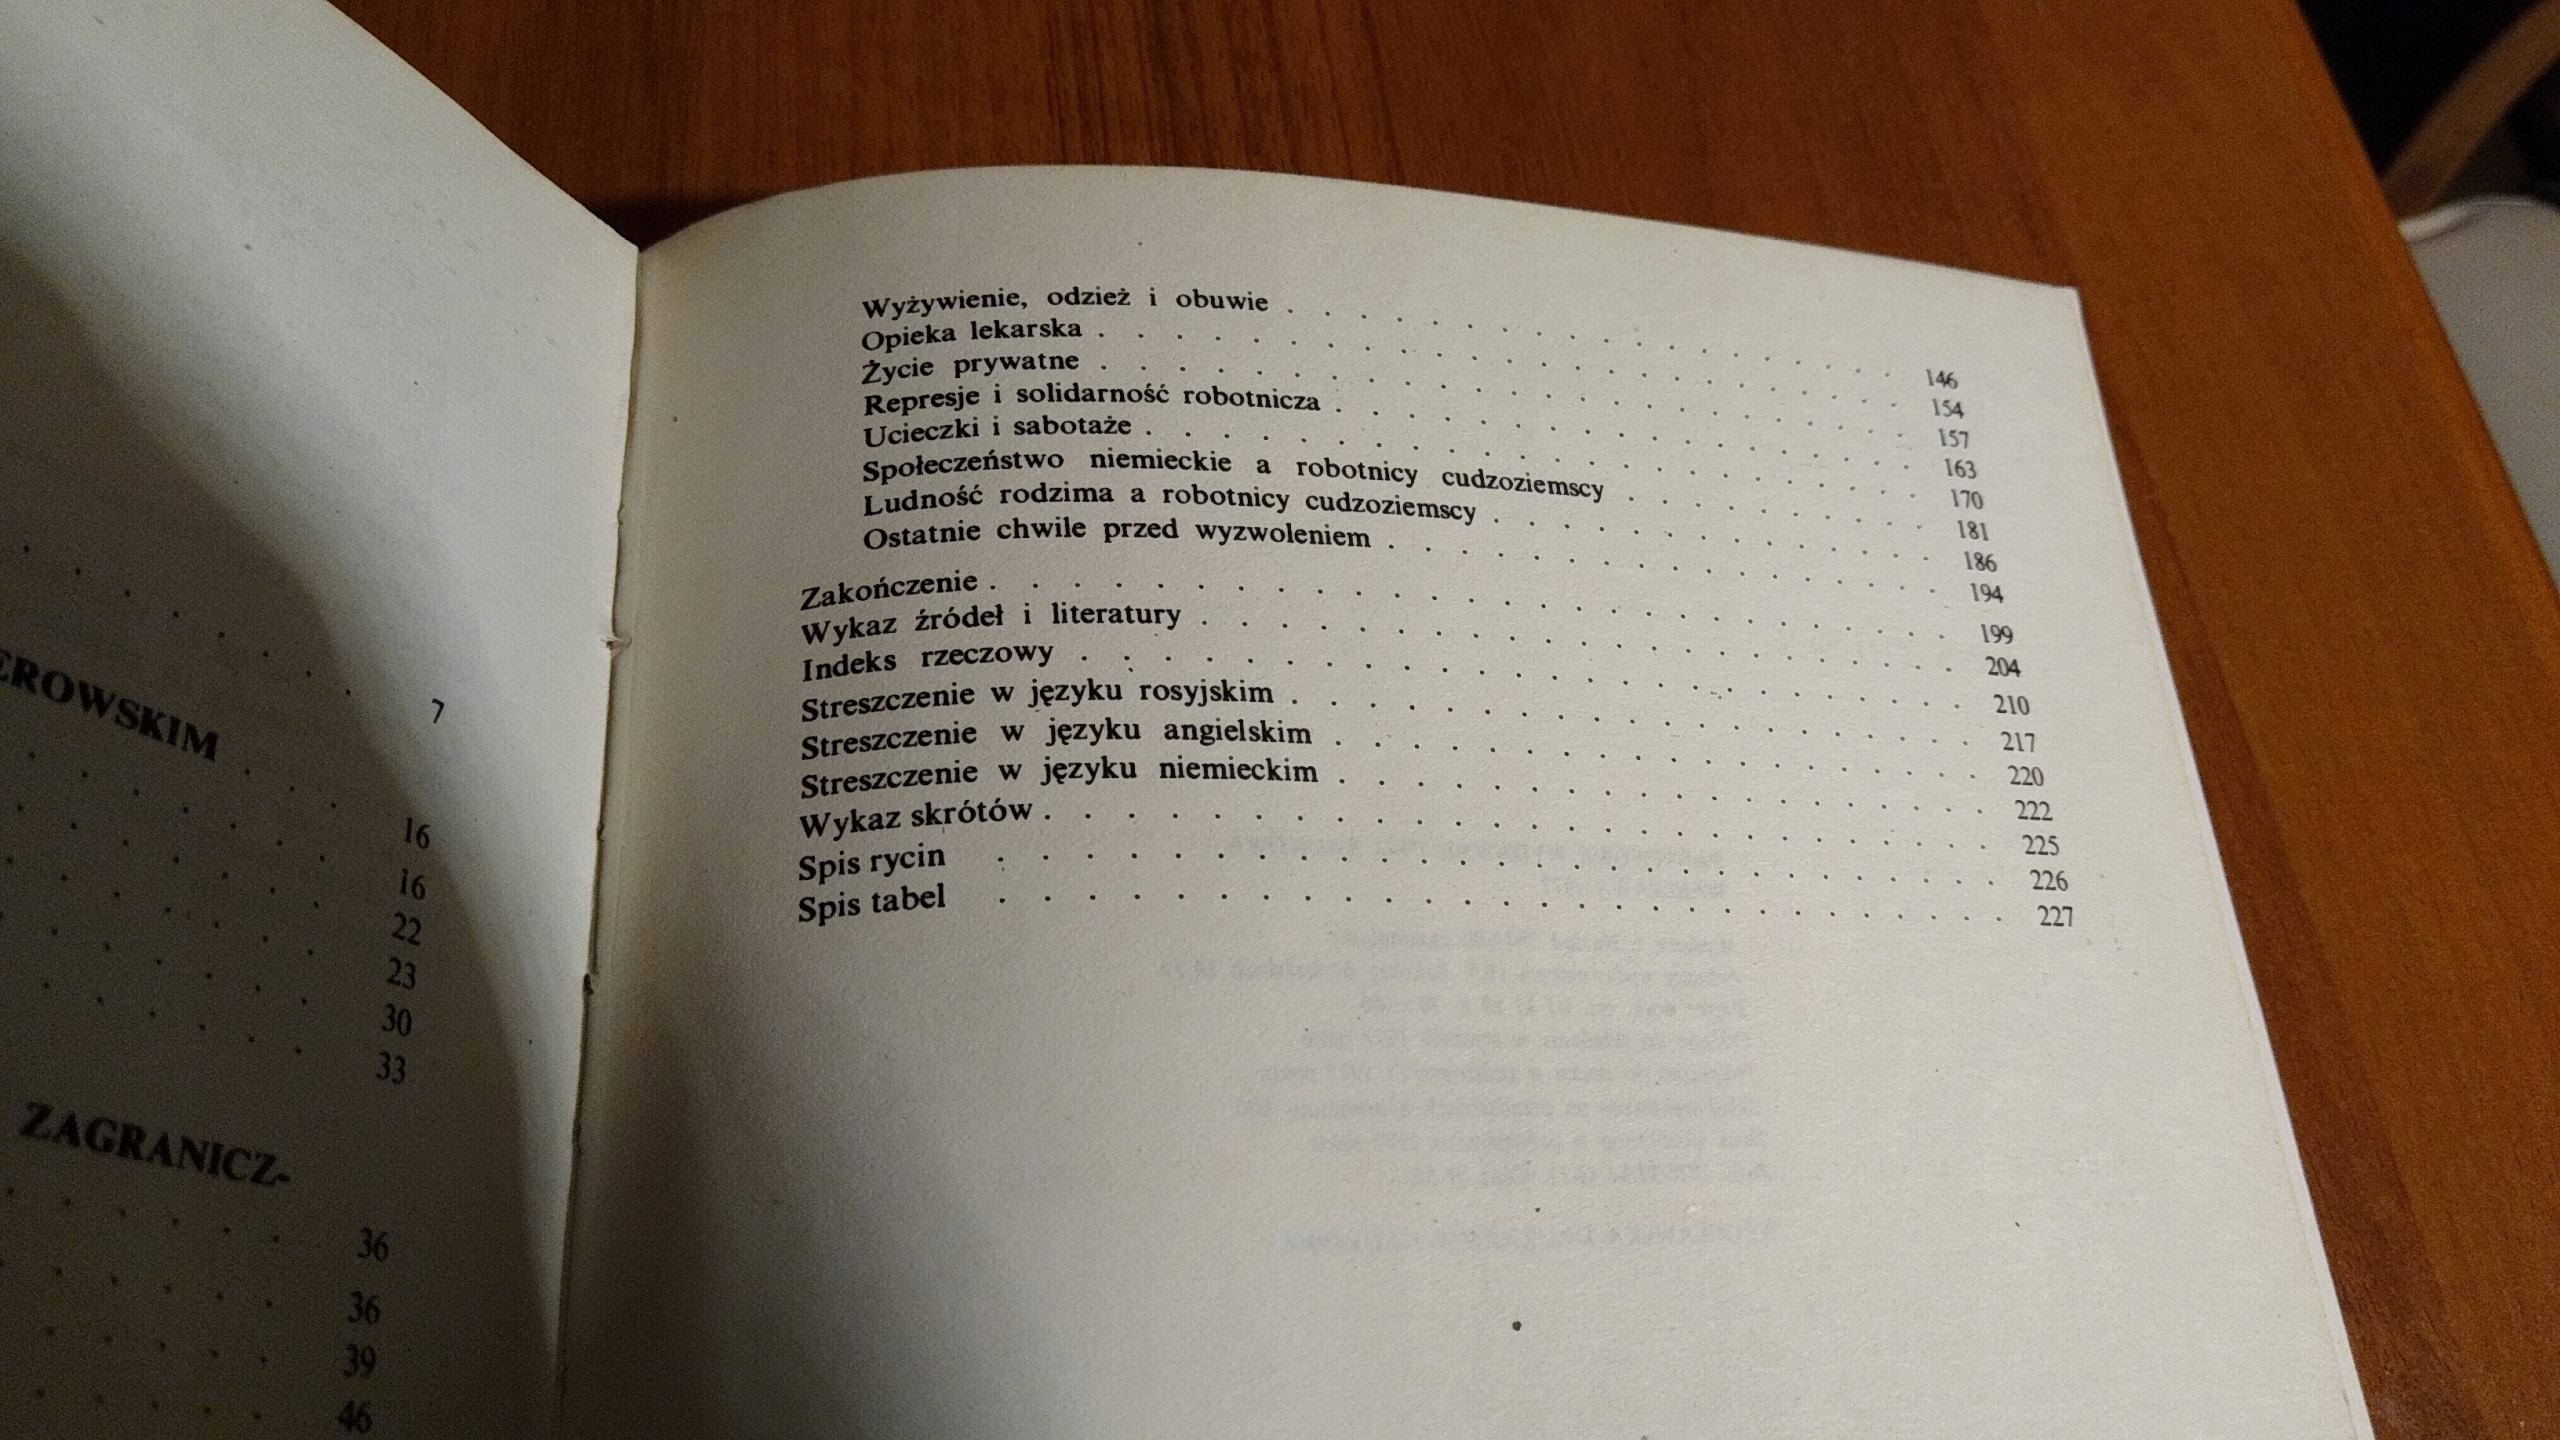 7
EROWSKIM
16
16
22
23
30
33
ZAGRANICZ-
36
36
39
46
Wyżywienie, odzież i obuwie . . . . . . . . . . . . . . . . 146
Opieka lekarska . . . . . . . . . . . . . . . . 154
Życie prywatne . . . . . . . . . . . . . . . . 157
Represje i solidarność robotnicza . . . . . . . . . . . . . . . . 163
Ucieczki i sabotaże . . . . . . . . . . . . . . . . 170
Społeczeństwo niemieckie a robotnicy cudzoziemscy . . . . . . . . . 181
Ludność rodzima a robotnicy cudzoziemscy . . . . . . . . . . . . 186
Ostatnie chwile przed wyzwoleniem . . . . . . . . . . . . . . . 194
Zakończenie . . . . . . . . . . . . . . . . 199
Wykaz źródeł i literatury . . . . . . . . . . . . . . . . 204
Indeks rzeczowy . . . . . . . . . . . . . . . . 210
Streszczenie w języku rosyjskim . . . . . . . . . . . . . . . . 217
Streszczenie w języku angielskim . . . . . . . . . . . . . . . . 220
Streszczenie w języku niemieckim . . . . . . . . . . . . . . . . 222
Wykaz skrótów . . . . . . . . . . . . . . . . 225
Spis rycin . . . . . . . . . . . . . . . . 226
Spis tabel . . . . . . . . . . . . . . . . 227